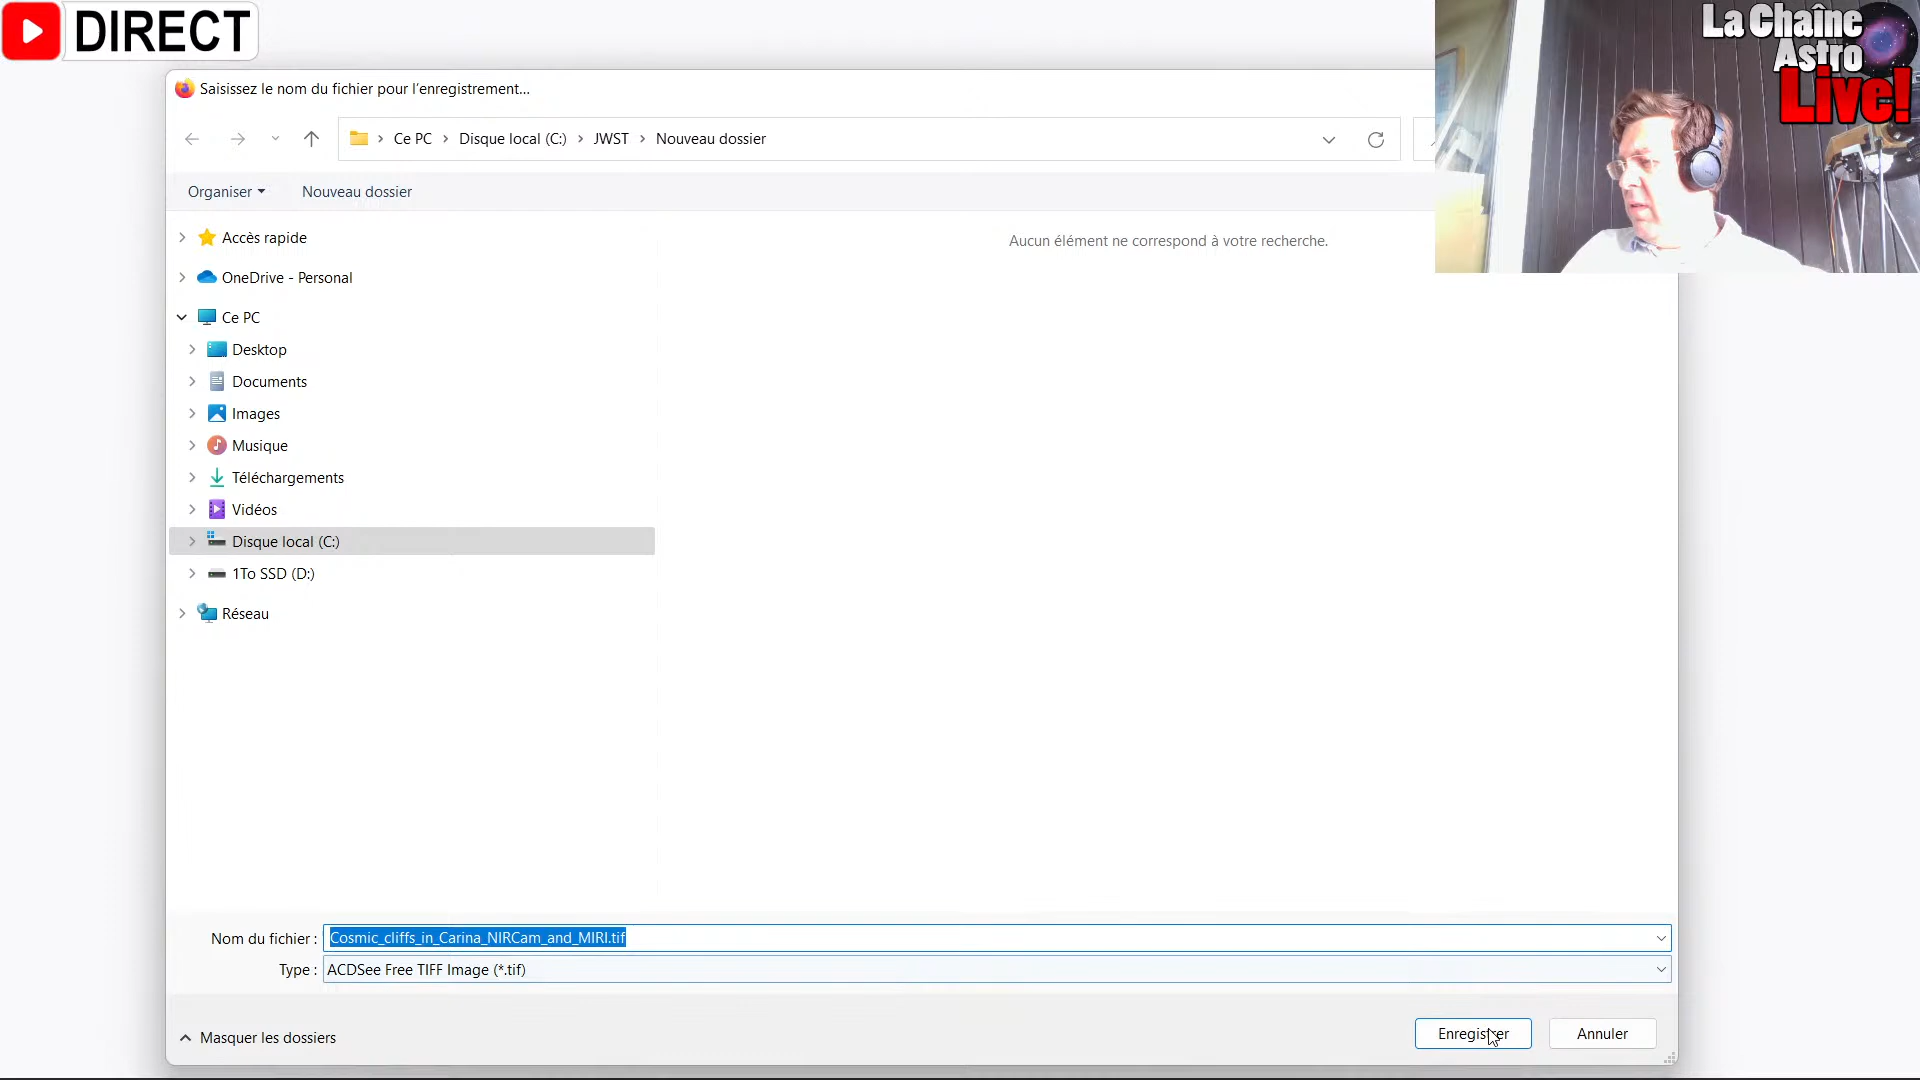 DIRECT
La Chaîne
Astro
Live!
Saisissez le nom du fichier pour l'enregistrement...
Ce PC > Disque local (C:) > JWST > Nouveau dossier
Organiser Nouveau dossier
Accès rapide
Aucun élément ne correspond à votre recherche.
OneDrive - Personal
Ce PC
Desktop
Documents
Images
Musique
Téléchargements
Vidéos
Disque local (C:)
1To SSD (D:)
Réseau
Nom du fichier : Cosmic_cliffs_in_Carina_NIRCam_and_MIRI.tif
Type : ACDSee Free TIFF Image (*.tif)
Masquer les dossiers
Enregistrer Annuler